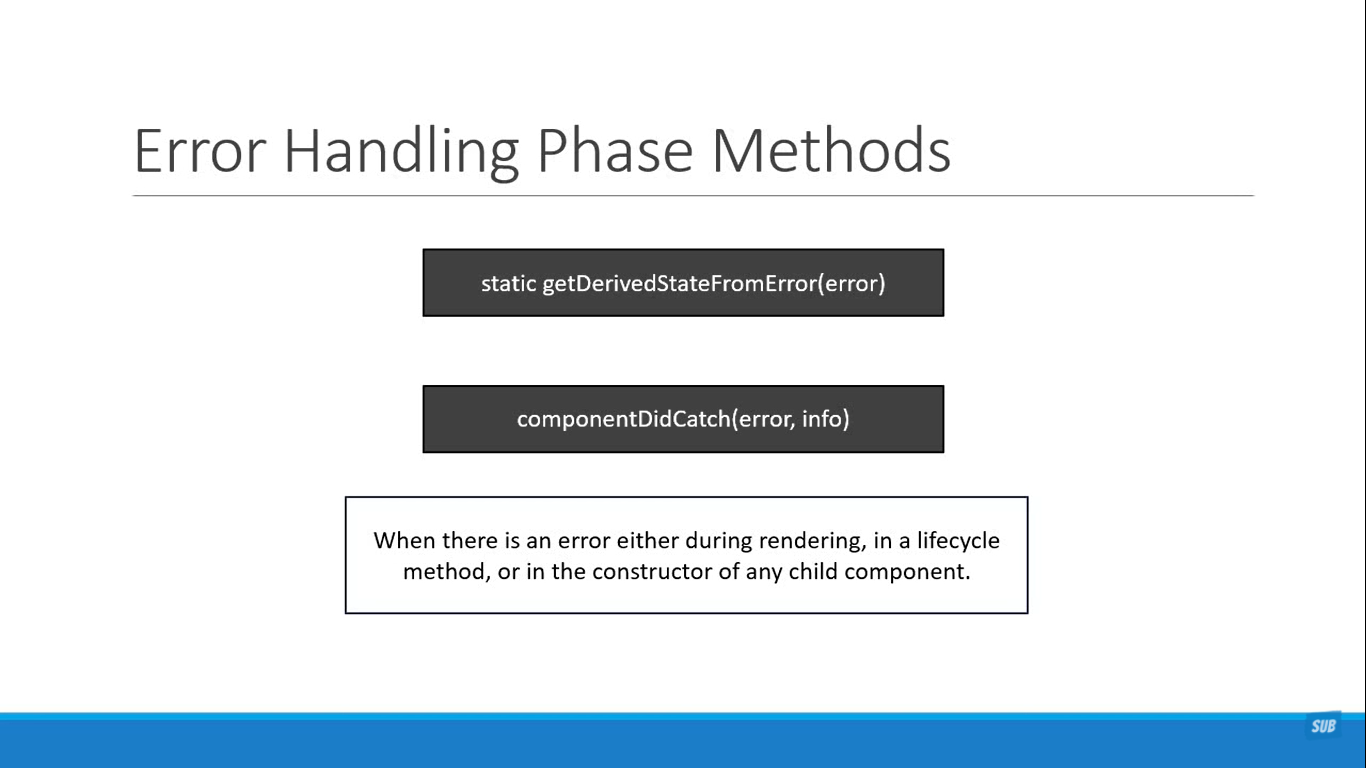 Error Handling Phase Methods
static getDerivedStateFromError(error)
componentDidCatch(error, info)
When there is an error either during rendering, in a lifecycle
method, or in the constructor of any child component.
SUB